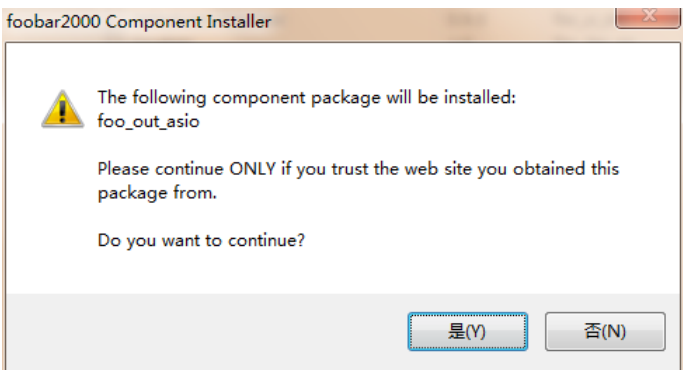 foobar2000 Component Installer
The following component package will be installed:
foo_out_asio
Please continue ONLY if you trust the web site you obtained this
package from.
Do you want to continue?
是(Y)
否(N)